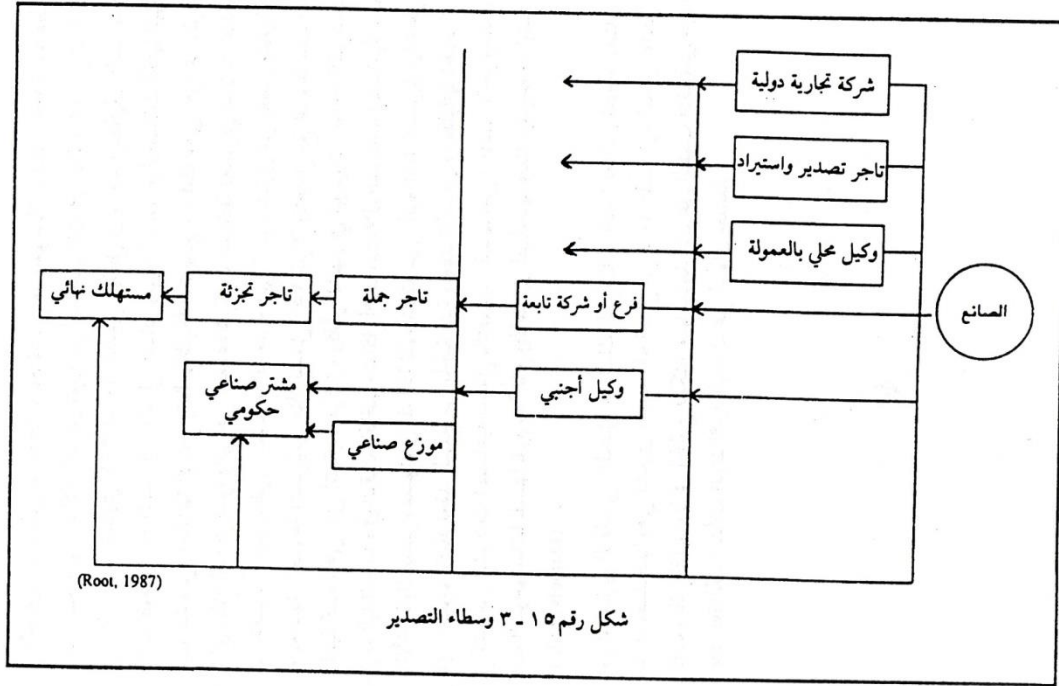 شركة تجارية دولية
تاجر تصدير واستيراد
وكيل محلي بالعمولة
الصانع
فرع أو شركة تابعة
تاجر جملة
تاجر تجزئة
مستهلك نهائي
وكيل أجنبي
مشتر صناعي
حكومي
موزع صناعي
(Root, 1987)
شكل رقم ١٥ - ٣ وسطاء التصدير